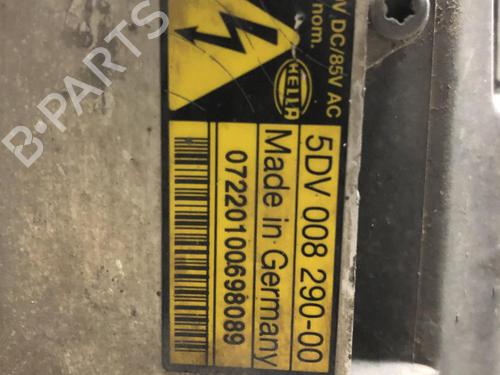 V DC/85V AC
nom.
HELLA
5DV 008 290-00
Made in Germany
07220100698089
B-PARTS